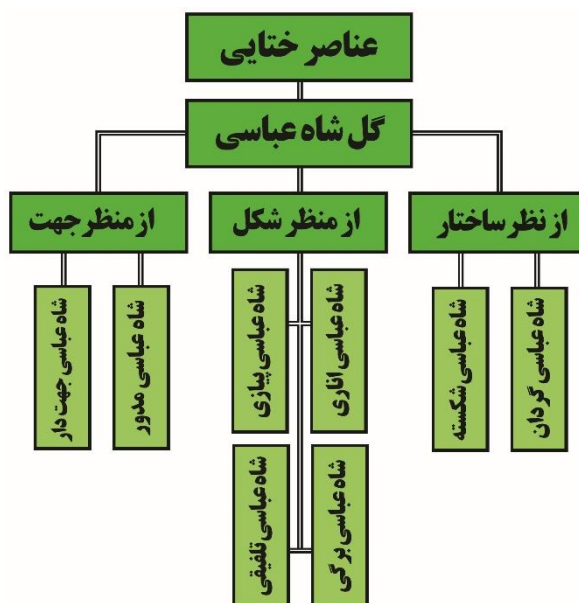 عناصر ختایی
گل شاه عباسی
از نظر ساختار
از منظر شکل
از منظر جهت
شاه عباسی گردان
شاه عباسی شکسته
شاه عباسی اناری
شاه عباسی پیازی
شاه عباسی برگی
شاه عباسی تلفیقی
شاه عباسی مدور
شاه عباسی جهت دار